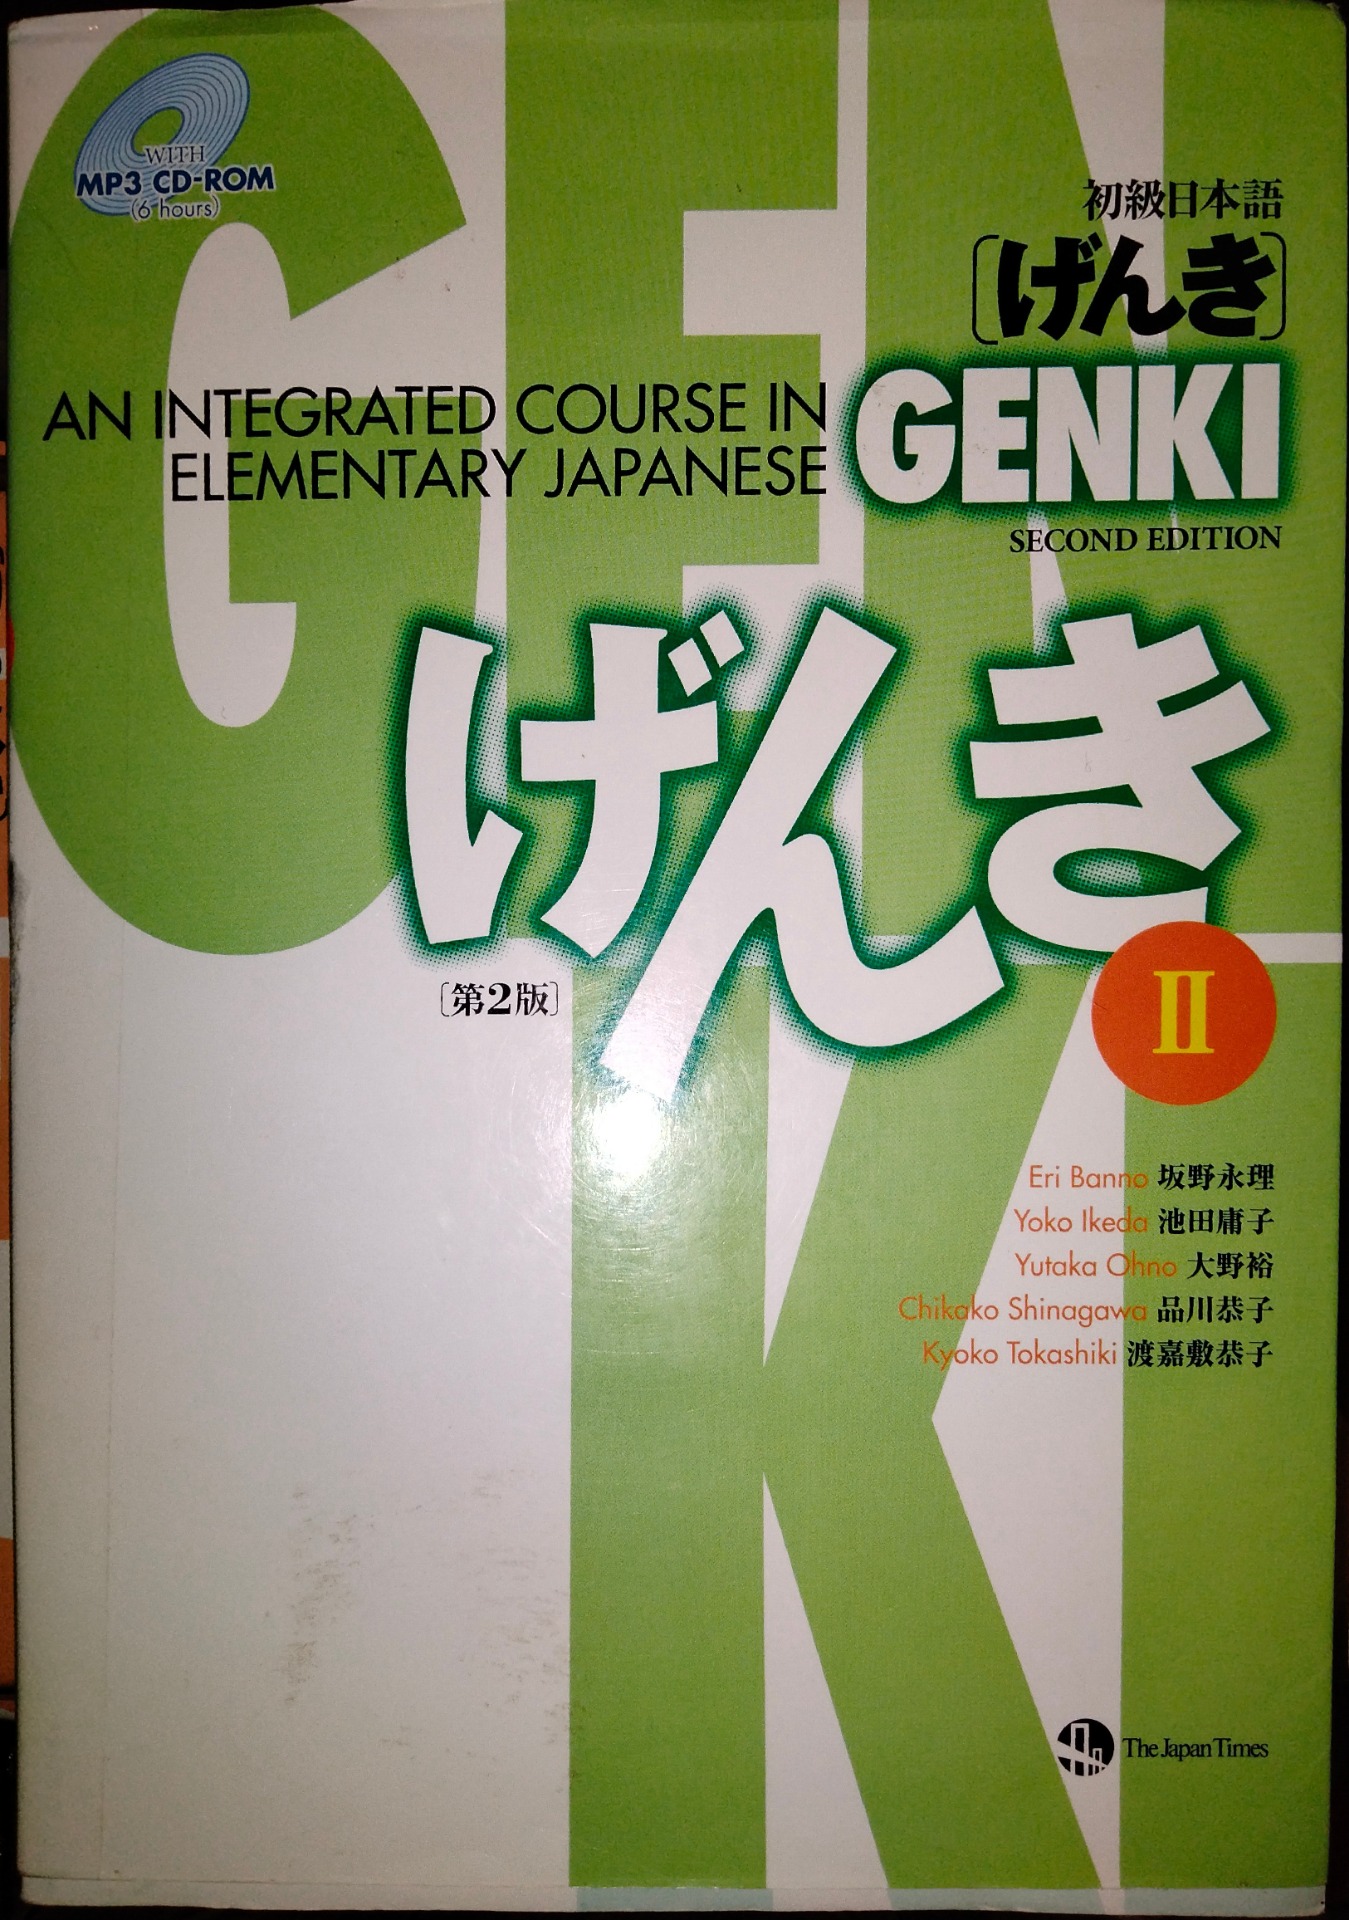 WITH
MP3 CD-ROM
(6 hours)
初級日本語
〔げんき〕
AN INTEGRATED COURSE IN
ELEMENTARY JAPANESE
GENKI
SECOND EDITION
げんき
〔第2版〕
II
Eri Banno 坂野永理
Yoko Ikeda 池田庸子
Yutaka Ohno 大野裕
Chikako Shinagawa 品川恭子
Kyoko Tokashiki 渡嘉敷恭子
The Japan Times
GEN
KI